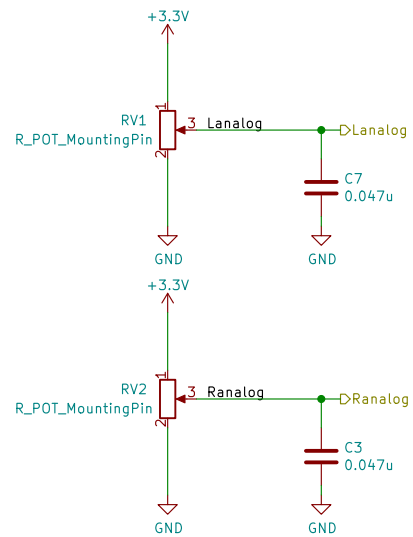 +3.3V
1
RV1
3
Lanalog
Lanalog
R_POT_MountingPin
2
C7
0.047u
GND
GND
+3.3V
1
RV2
3
Ranalog
Ranalog
R_POT_MountingPin
2
C3
0.047u
GND
GND